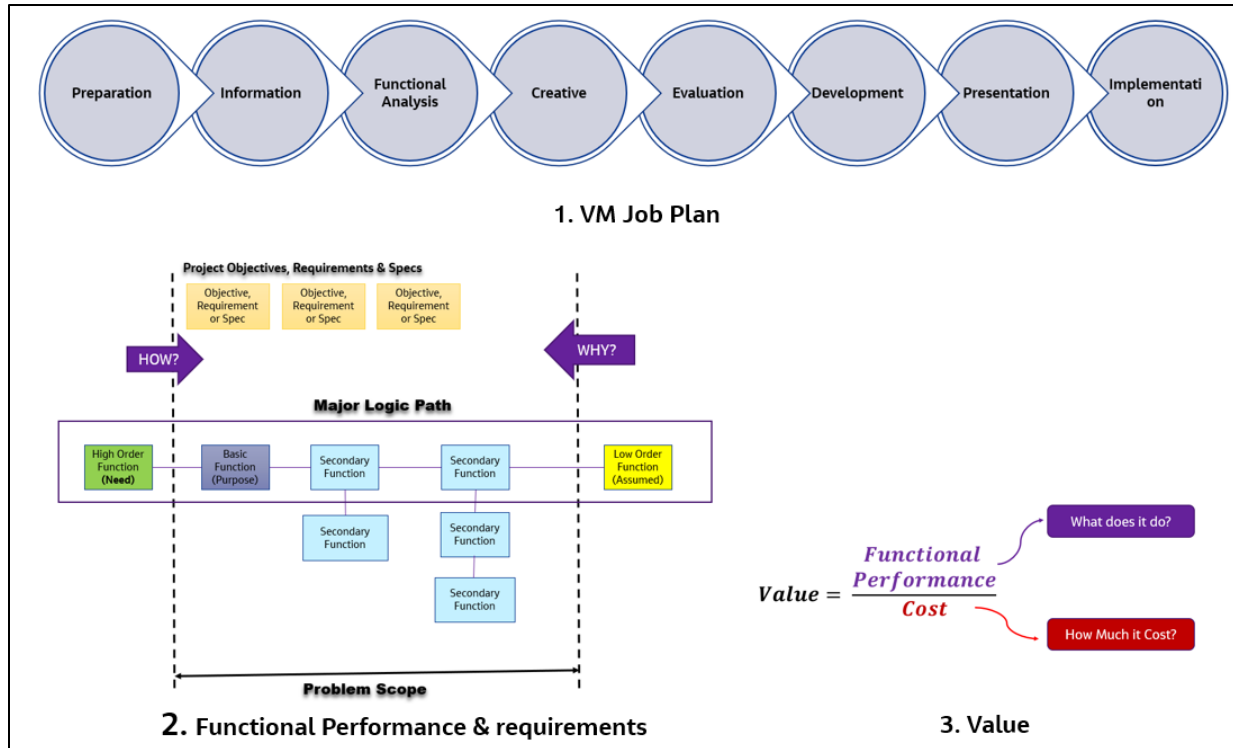 Preparation
Information
Functional
Analysis
Creative
Evaluation
Development
Presentation
Implementati
on
1. VM Job Plan
Project Objectives, Requirements & Specs
Objective,
Requirement
or Spec
Objective,
Requirement
or Spec
Objective,
Requirement
or Spec
HOW?
WHY?
Major Logic Path
High Order
Function
(Need)
Basic
Function
(Purpose)
Secondary
Function
Secondary
Function
Low Order
Function
(Assumed)
Secondary
Function
Secondary
Function
Secondary
Function
Problem Scope
2. Functional Performance & requirements
What does it do?
Functional
Performance
Value =
Cost
How Much it Cost?
3. Value